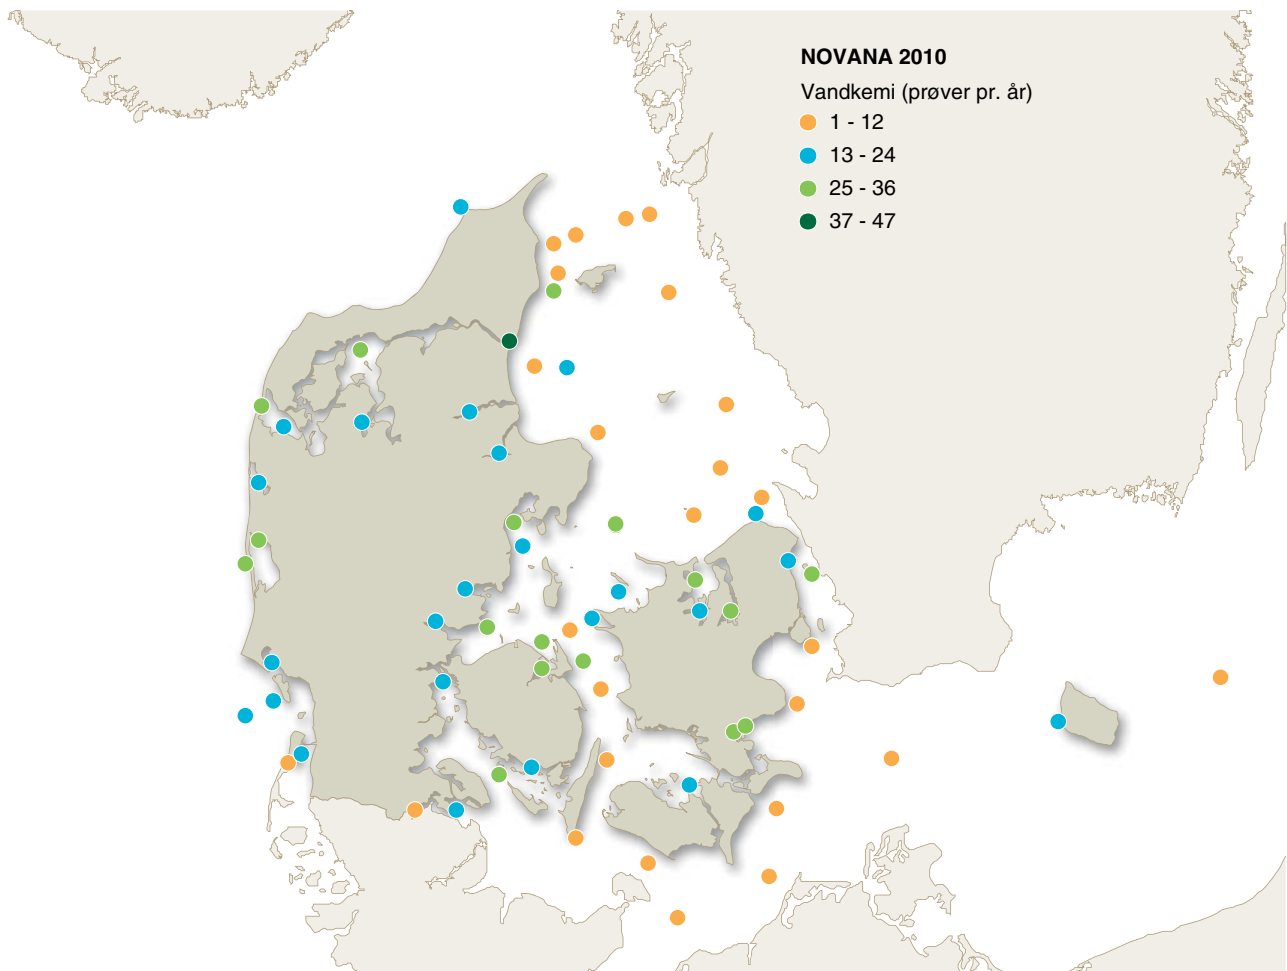 NOVANA 2010
Vandkemi (prøver pr. år)
1 - 12
13 - 24
25 - 36
37 - 47